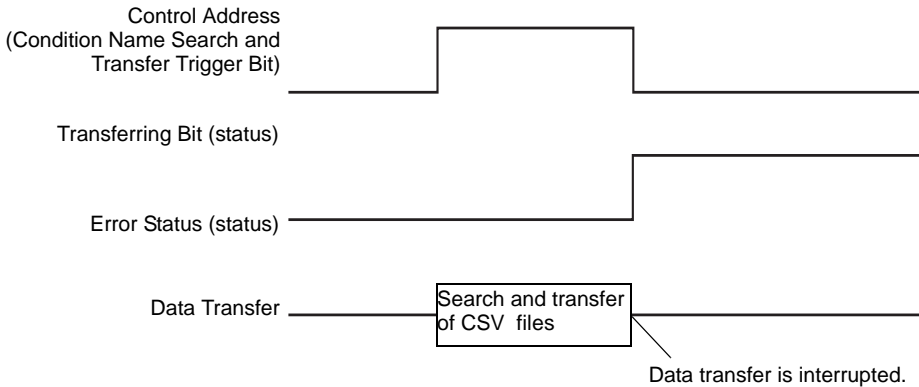 Control Address
(Condition Name Search and
Transfer Trigger Bit)
Transferring Bit (status)
Error Status (status)
Data Transfer
Search and transfer
of CSV files
Data transfer is interrupted.